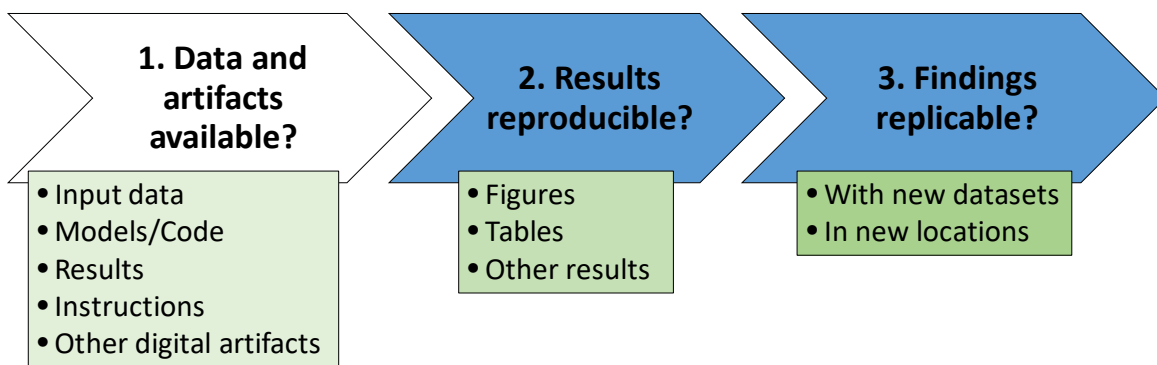 1. Data and
artifacts
available?
• Input data
• Models/Code
• Results
• Instructions
• Other digital artifacts
2. Results
reproducible?
• Figures
• Tables
• Other results
3. Findings
replicable?
• With new datasets
• In new locations